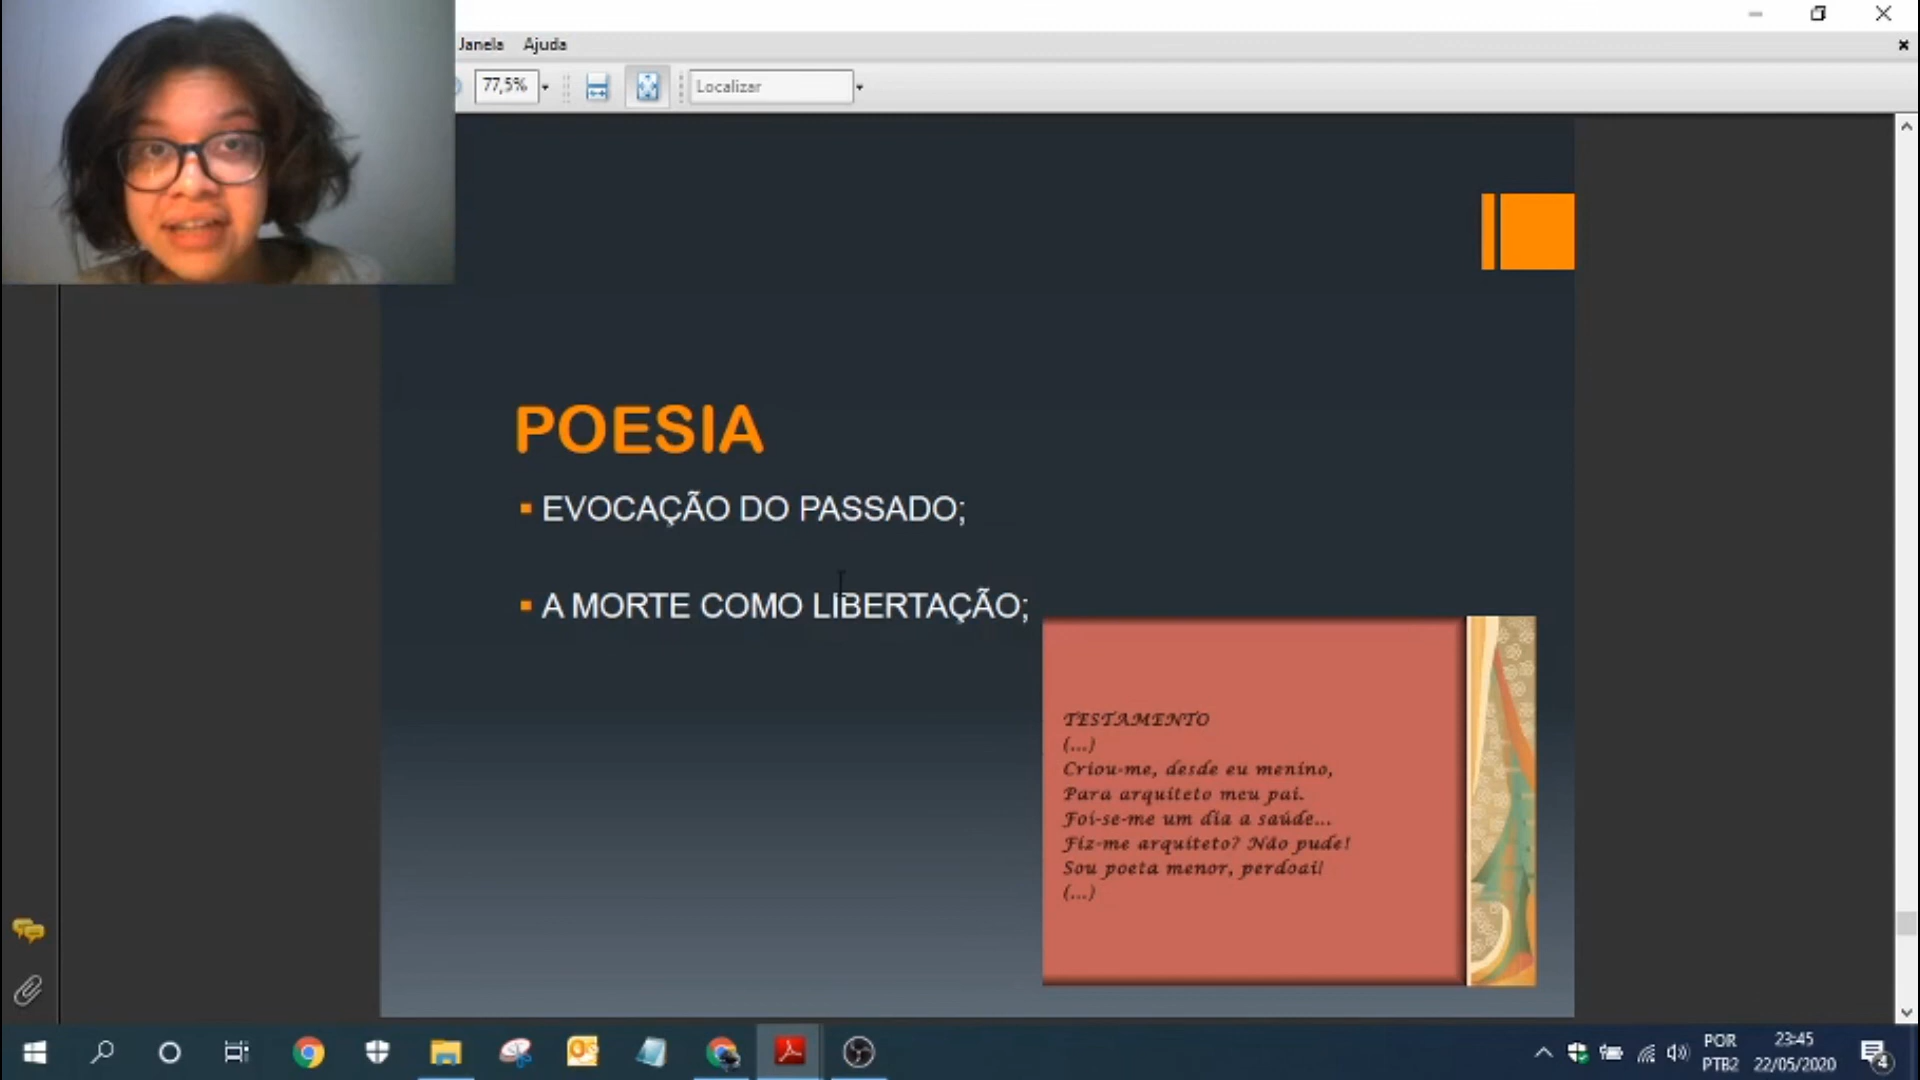 Janela Ajuda
77,5%
Localizar
POESIA
EVOCAÇÃO DO PASSADO;
A MORTE COMO LIBERTAÇÃO;
TESTAMENTO
(...)
Criou-me, desde eu menino,
Para arquiteto meu pai.
Foi-se-me um dia a saúde...
Fiz-me arquiteto? Não pude!
Sou poeta menor, perdoai!
(...)
POR
PTB2
23:45
22/05/2020
4